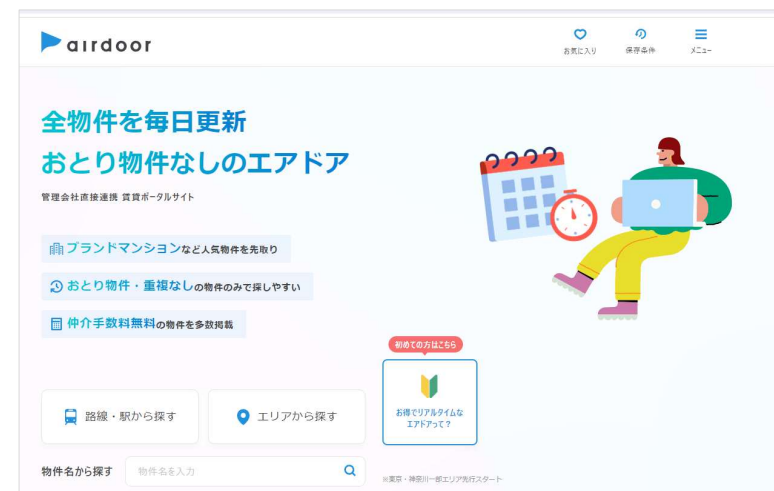 airdoor
お気に入り
保存条件
メニュー
全物件を毎日更新
おとり物件なしのエアドア
管理会社直接連携 賃貸ポータルサイト
ブランドマンションなど人気物件を先取り
おとり物件・重複なしの物件のみで探しやすい
仲介手数料無料の物件を多数掲載
初めての方はこちら
お得でリアルタイムな
エアドアって？
路線・駅から探す
エリアから探す
物件名から探す
物件名を入力
※東京・神奈川一部エリア先行スタート